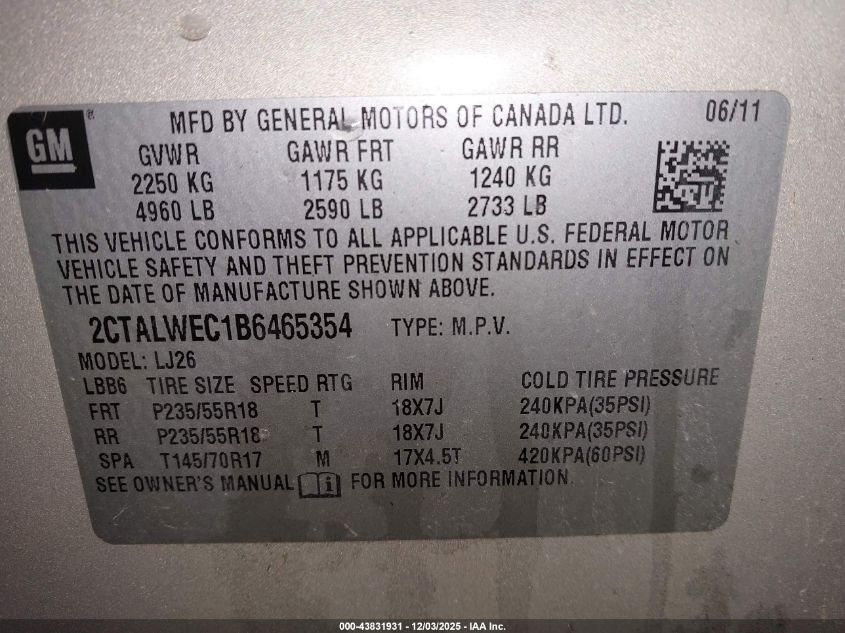 GM
MFD BY GENERAL MOTORS OF CANADA LTD. 06/11
GVWR GAWR FRT GAWR RR
2250 KG 1175 KG 1240 KG
4960 LB 2590 LB 2733 LB
THIS VEHICLE CONFORMS TO ALL APPLICABLE U.S. FEDERAL MOTOR
VEHICLE SAFETY AND THEFT PREVENTION STANDARDS IN EFFECT ON
THE DATE OF MANUFACTURE SHOWN ABOVE.
2CTALWEC1B6465354 TYPE: M.P.V.
MODEL: LJ26
LBB6 TIRE SIZE SPEED RTG RIM COLD TIRE PRESSURE
FRT P235/55R18 T 18X7J 240KPA(35PSI)
RR P235/55R18 T 18X7J 240KPA(35PSI)
SPA T145/70R17 M 17X4.5T 420KPA(60PSI)
SEE OWNER'S MANUAL FOR MORE INFORMATION.
000-43831931 - 12/03/2025 - IAA Inc.